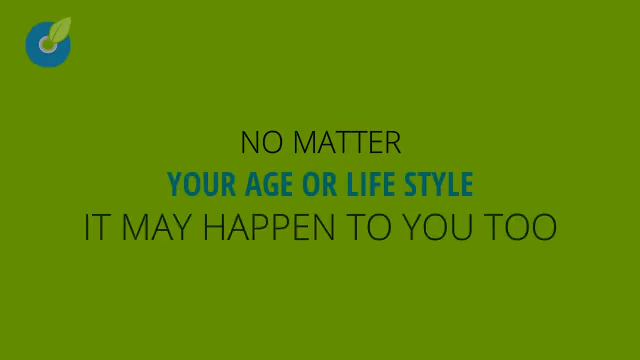 NO MATTER
YOUR AGE OR LIFE STYLE
IT MAY HAPPEN TO YOU TOO